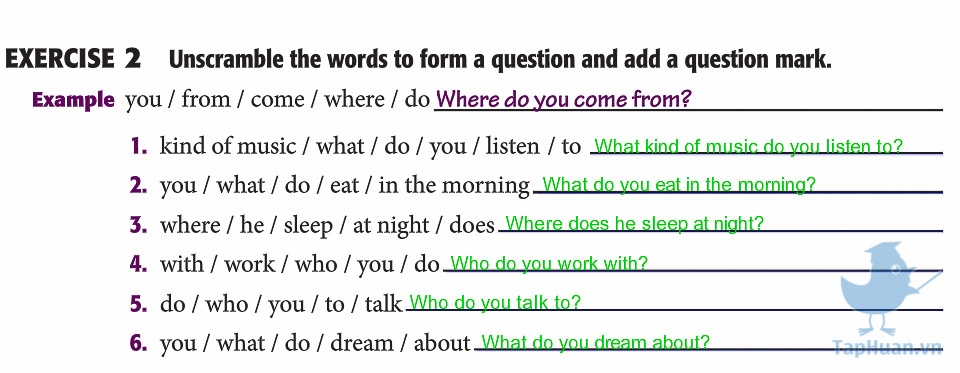 EXERCISE 2 Unscramble the words to form a question and add a question mark.
Example you / from / come / where / do Where do you come from?
1. kind of music / what / do / you / listen / to What kind of music do you listen to?
2. you / what / do / eat / in the morning What do you eat in the morning?
3. where / he / sleep / at night / does Where does he sleep at night?
4. with / work / who / you / do Who do you work with?
5. do / who / you / to / talk Who do you talk to?
6. you / what / do / dream / about What do you dream about?
TapHuan.vn